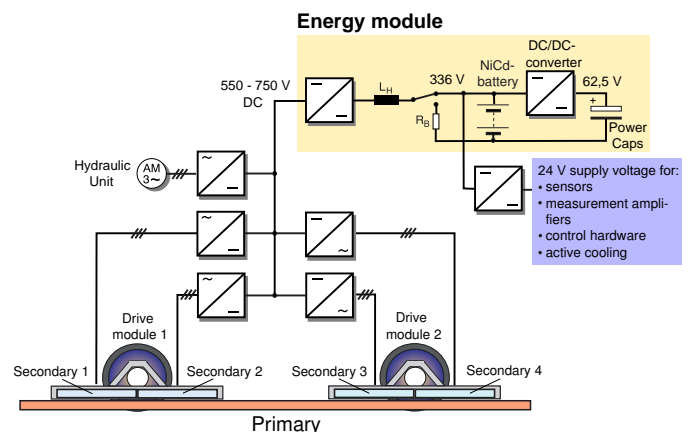 Energy module
DC/DC-
converter
NiCd-
battery
550 - 750 V
DC
L_H
336 V
62,5 V
+
R_B
Power
Caps
Hydraulic
Unit
AM
3~
24 V supply voltage for:
• sensors
• measurement ampli-
fiers
• control hardware
• active cooling
Drive
module 1
Drive
module 2
Secondary 1
Secondary 2
Secondary 3
Secondary 4
Primary